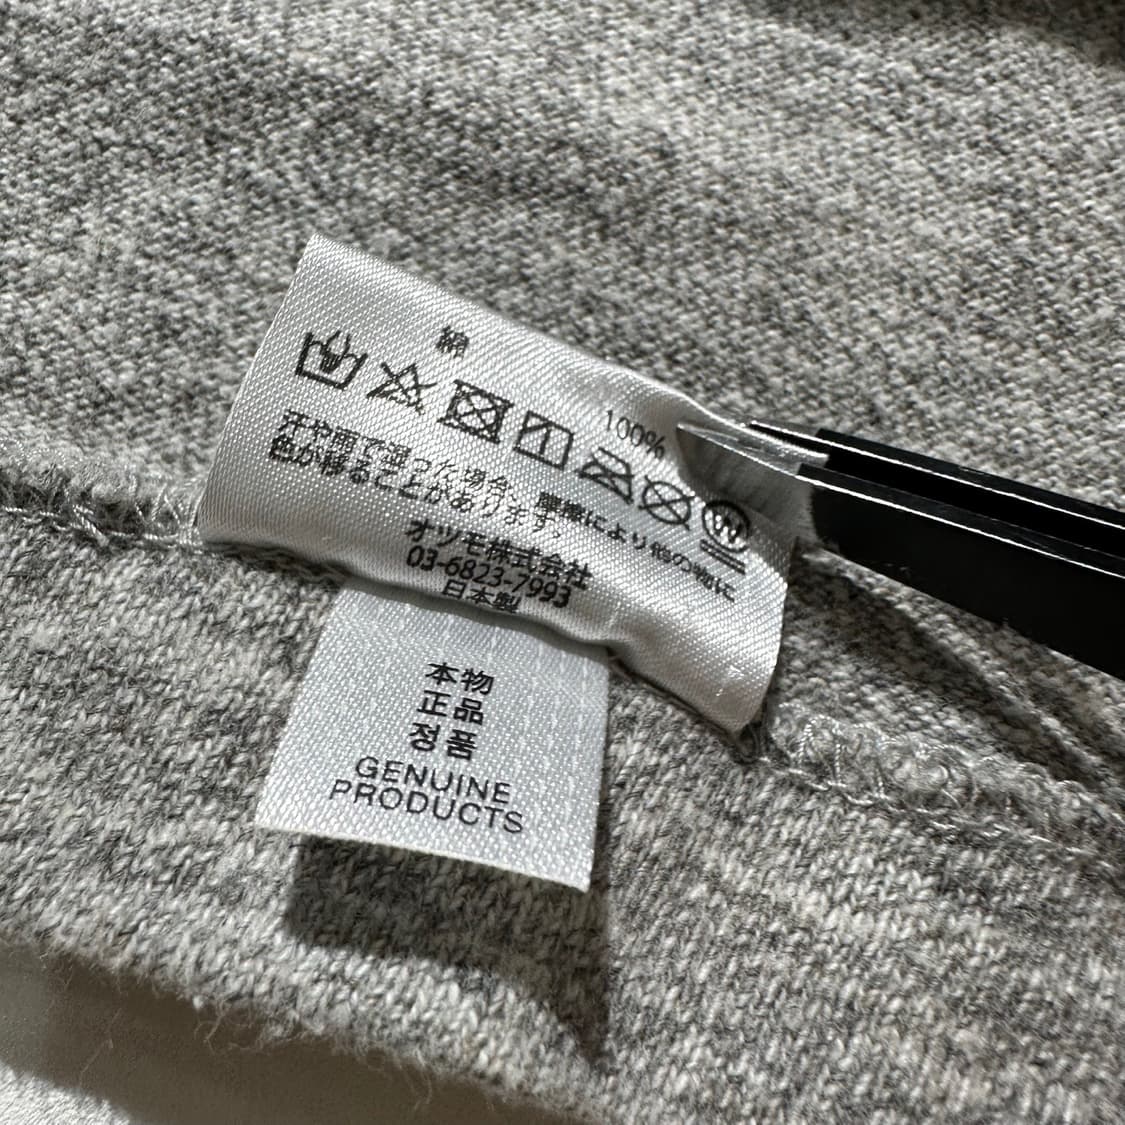 綿 100%
汗や雨で湿った場合、摩擦により他の物に
色が移ることがあります。
オツモ株式会社
03-6823-7993
日本製
本物
正品
정품
GENUINE
PRODUCTS